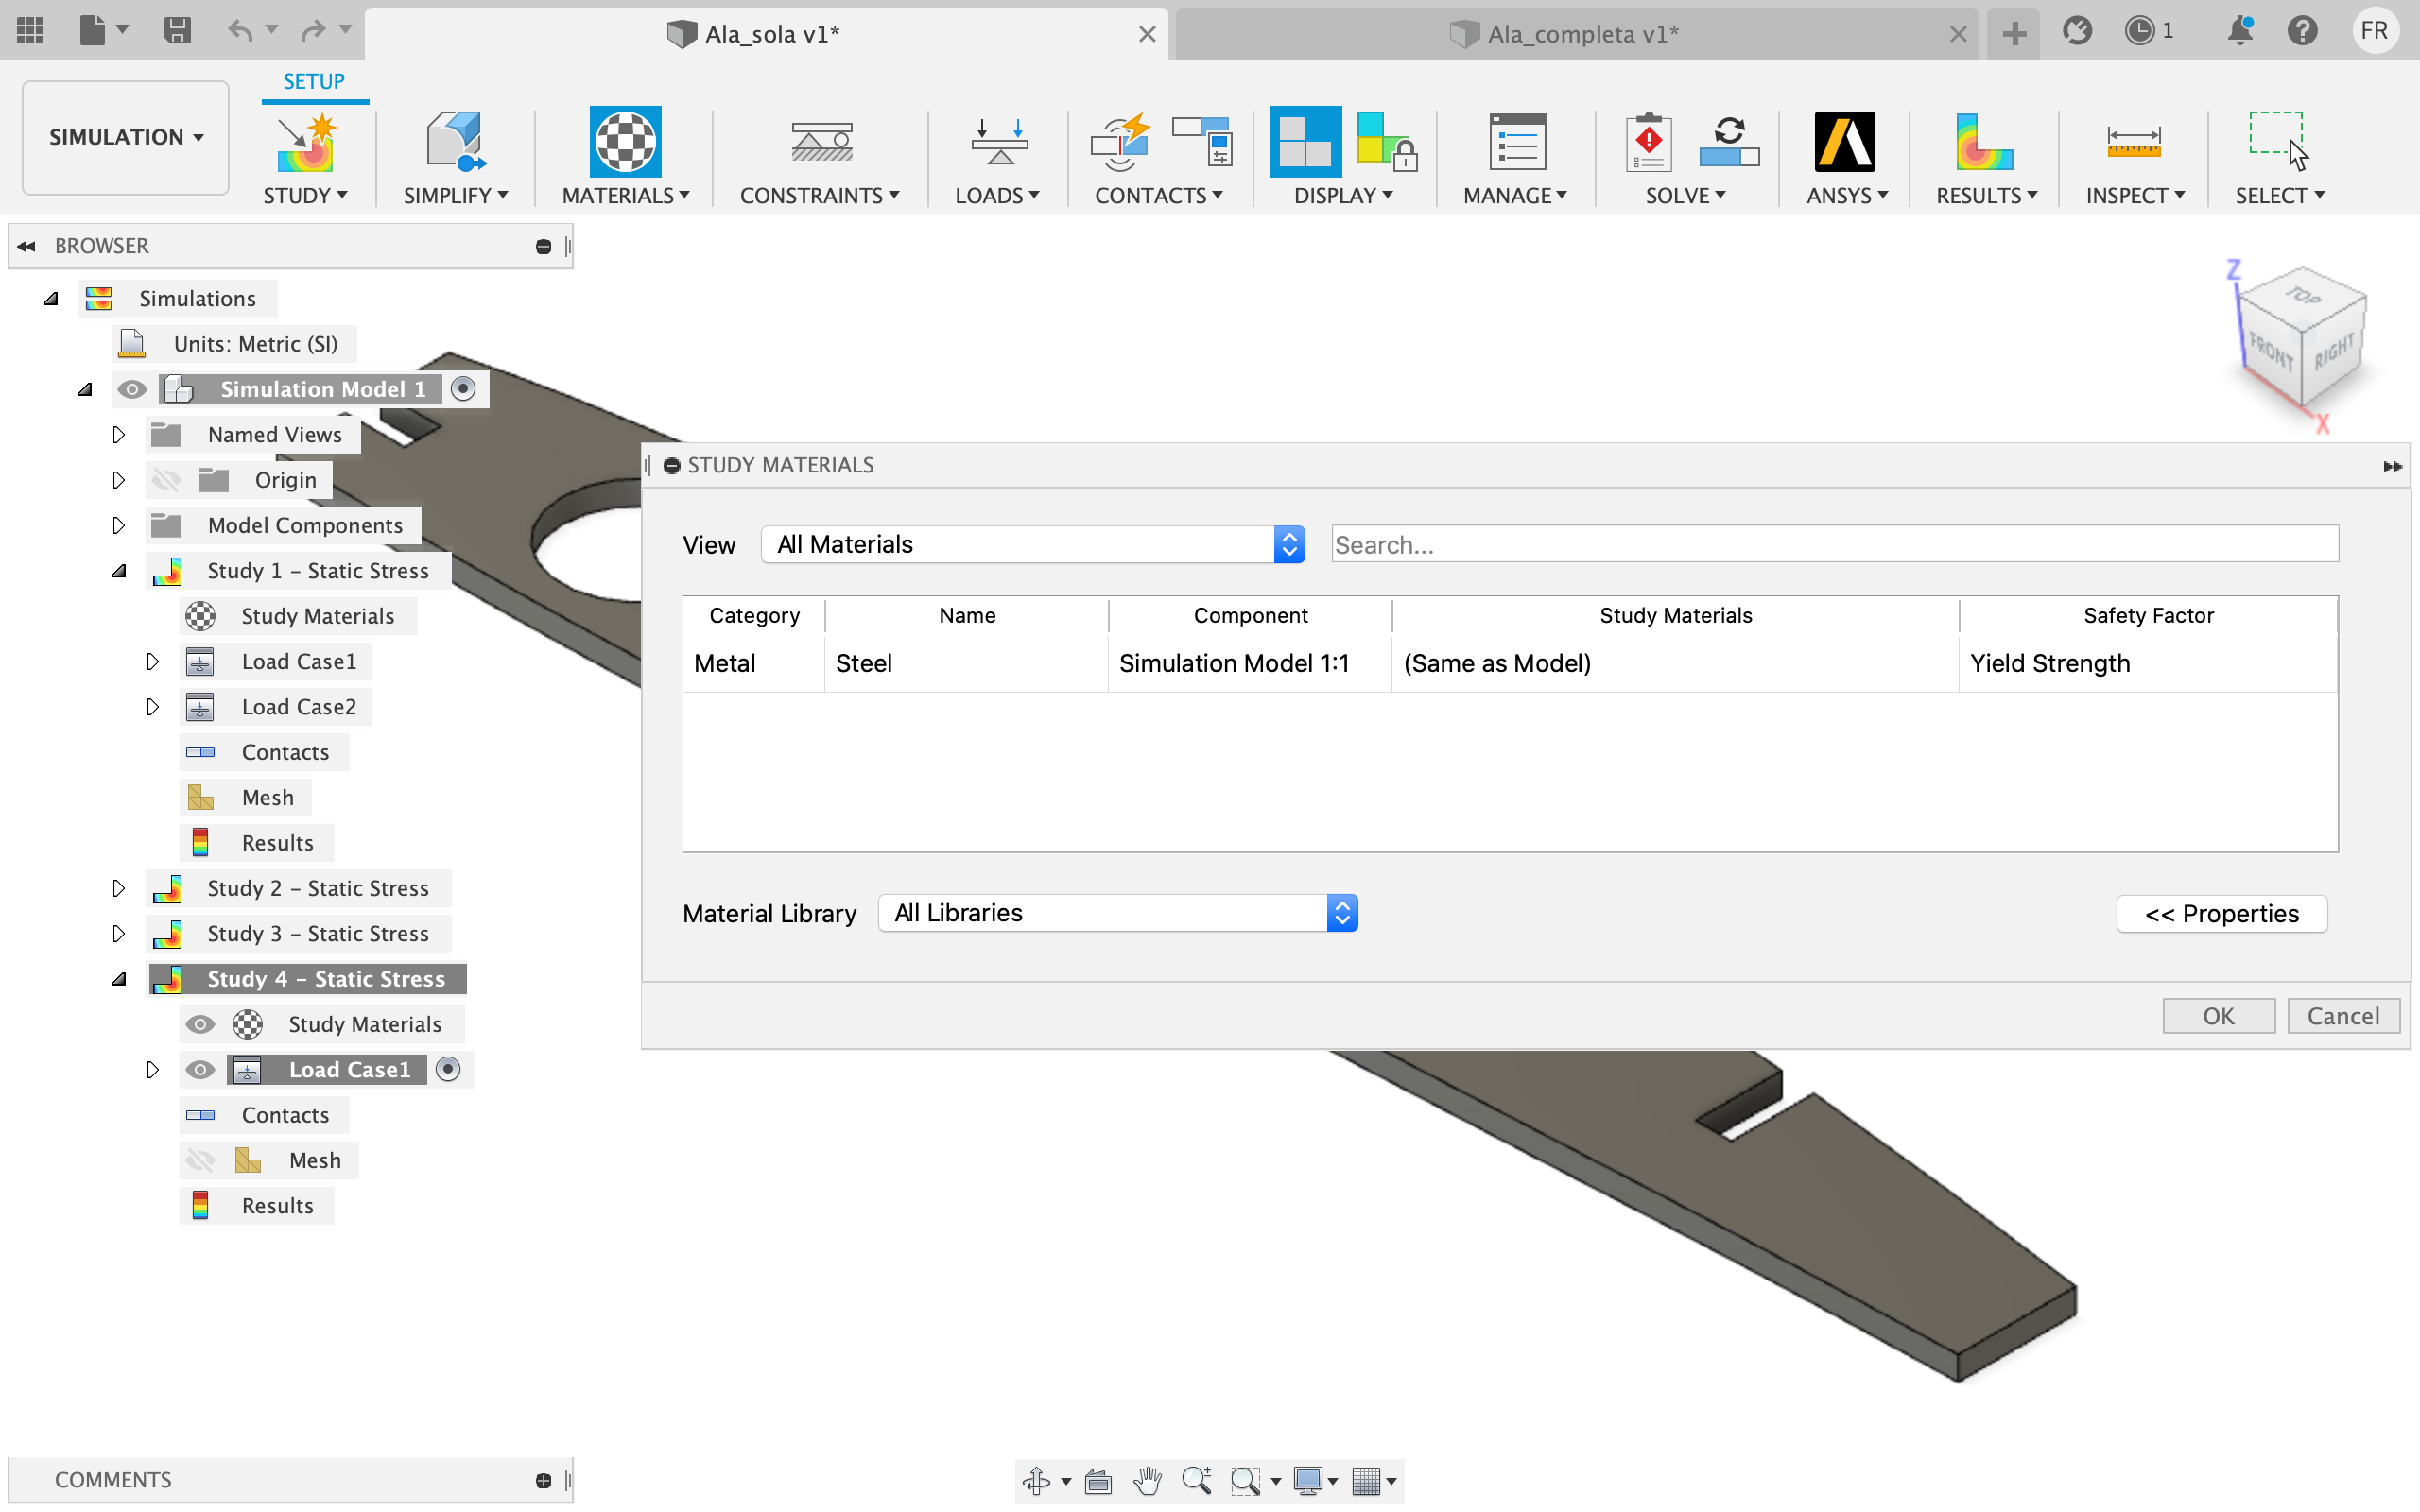 Ala_sola v1*
Ala_completa v1*
1
FR
SIMULATION
SETUP
STUDY
SIMPLIFY
MATERIALS
CONSTRAINTS
LOADS
CONTACTS
DISPLAY
MANAGE
SOLVE
ANSYS
RESULTS
INSPECT
SELECT
BROWSER
Simulations
Units: Metric (SI)
Simulation Model 1
Named Views
Origin
Model Components
Study 1 – Static Stress
Study Materials
Load Case1
Load Case2
Contacts
Mesh
Results
Study 2 – Static Stress
Study 3 – Static Stress
Study 4 – Static Stress
Study Materials
Load Case1
Contacts
Mesh
Results
Z
TOP
FRONT
RIGHT
X
STUDY MATERIALS
View
All Materials
Search...
Category Name Component Study Materials Safety Factor
Metal Steel Simulation Model 1:1 (Same as Model) Yield Strength
Material Library
All Libraries
<< Properties
OK
Cancel
COMMENTS